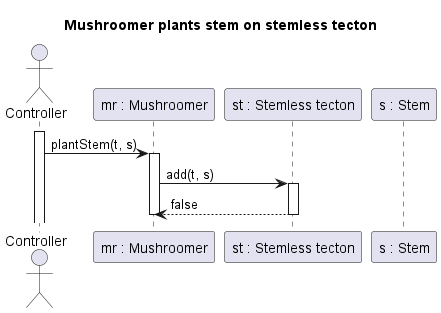 Mushroomer plants stem on stemless tecton
Controller
mr : Mushroomer
st : Stemless tecton
s : Stem
plantStem(t, s)
add(t, s)
false
Controller
mr : Mushroomer
st : Stemless tecton
s : Stem